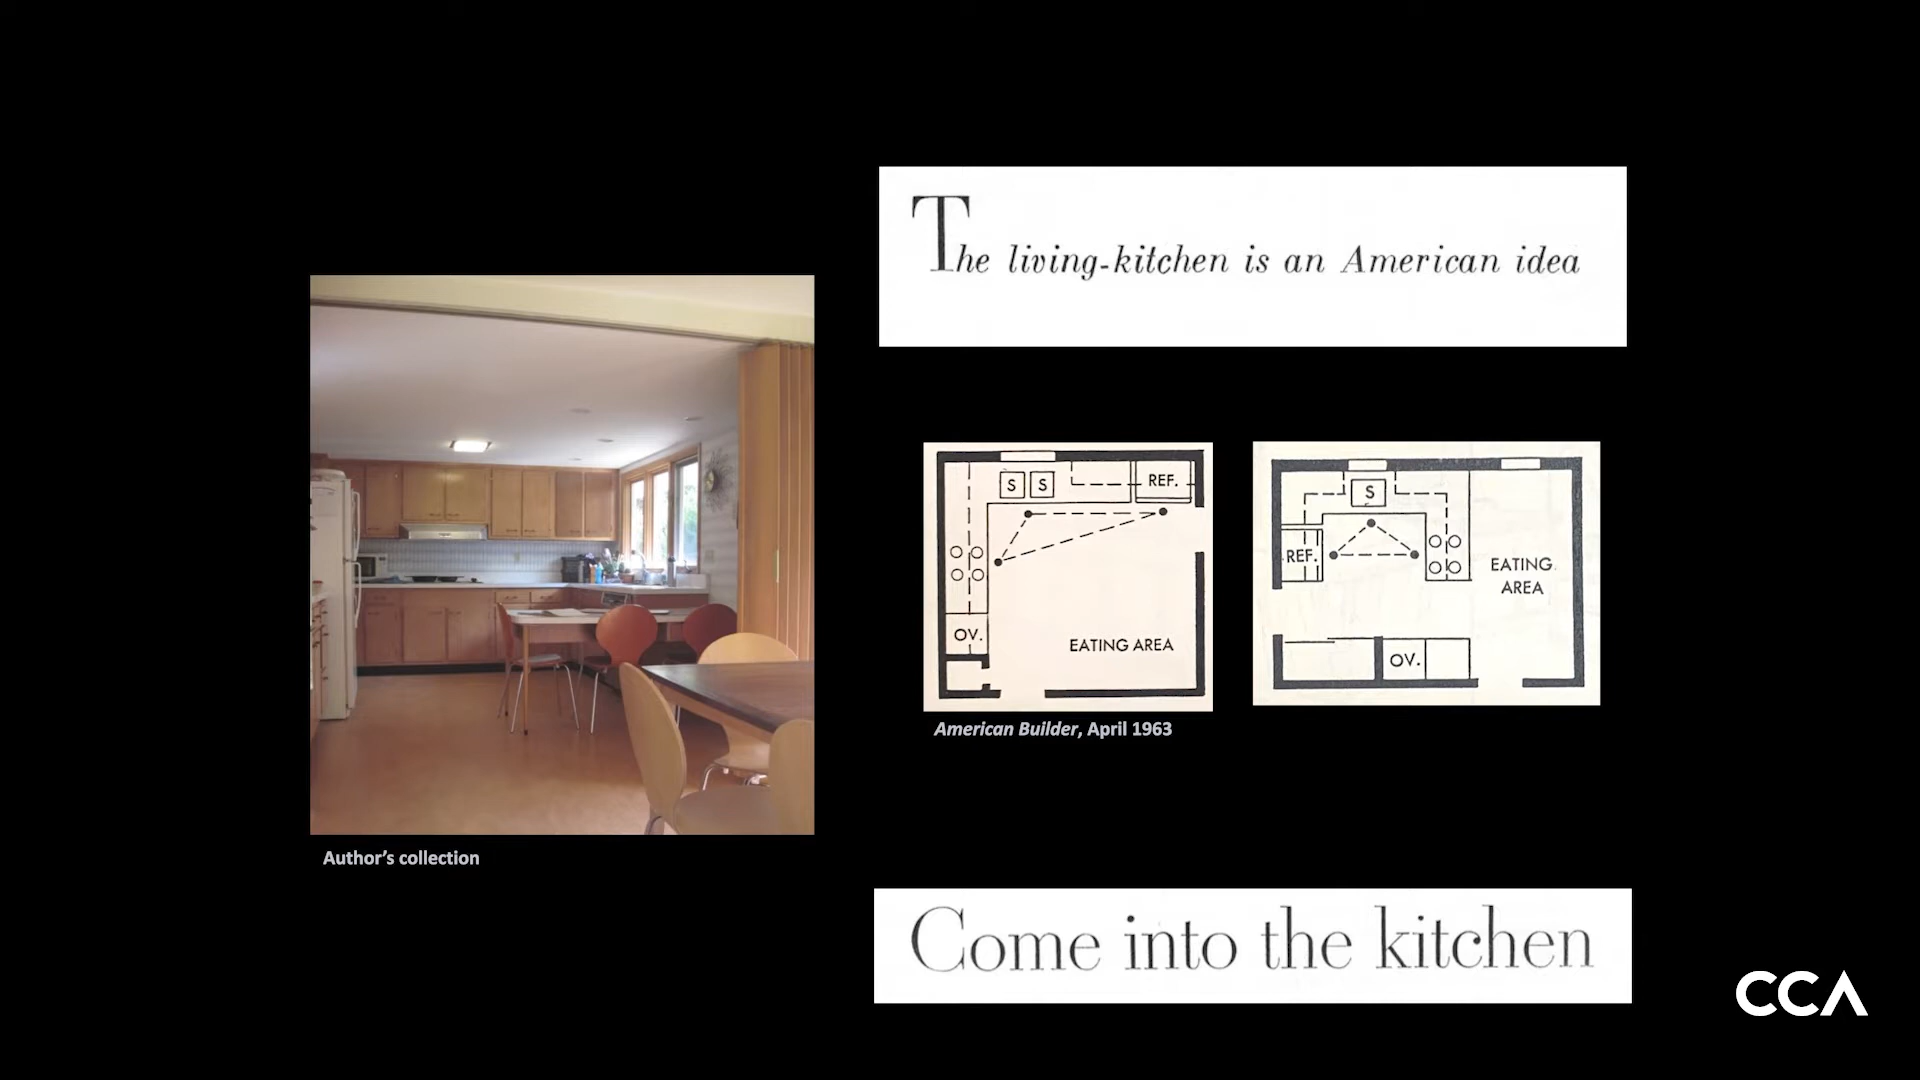 The living-kitchen is an American idea
S S REF.
OV.
EATING AREA
American Builder, April 1963
S
REF.
EATING
AREA
OV.
Author’s collection
Come into the kitchen
CCA